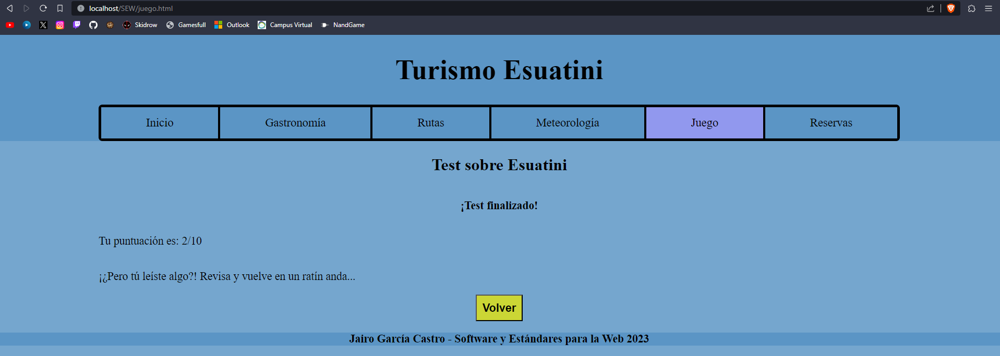 localhost/SEW/juego.html
Skidrow Gamesfull Outlook Campus Virtual NandGame
Turismo Esuatini
Inicio Gastronomía Rutas Meteorología Juego Reservas
Test sobre Esuatini
¡Test finalizado!
Tu puntuación es: 2/10
¡¿Pero tú leíste algo?! Revisa y vuelve en un ratín anda...
Volver
Jairo García Castro - Software y Estándares para la Web 2023